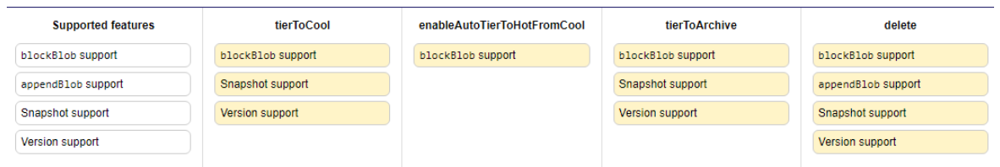 Supported features tierToCool enableAutoTierToHotFromCool tierToArchive delete
blockBlob support blockBlob support blockBlob support blockBlob support blockBlob support
appendBlob support Snapshot support Snapshot support appendBlob support
Snapshot support Version support Version support Snapshot support
Version support Version support